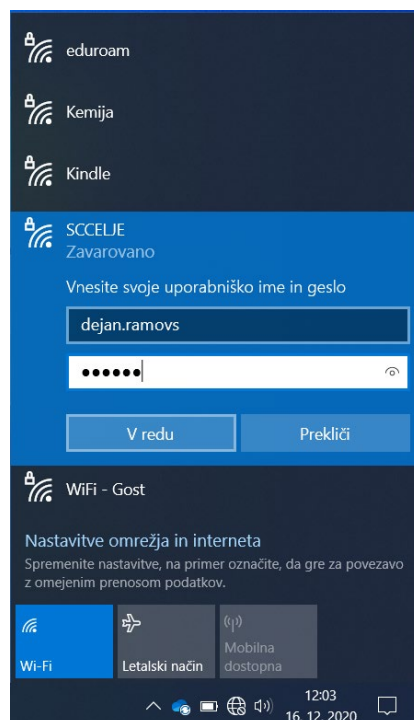 eduroam
Kemija
Kindle
SCCELJE
Zavarovano
Vnesite svoje uporabniško ime in geslo
dejan.ramovs
••••••
V redu
Prekliči
WiFi - Gost
Nastavitve omrežja in interneta
Spremenite nastavitve, na primer označite, da gre za povezavo
z omejenim prenosom podatkov.
Wi-Fi
Letalski način
Mobilna
dostopna
12:03
16. 12. 2020